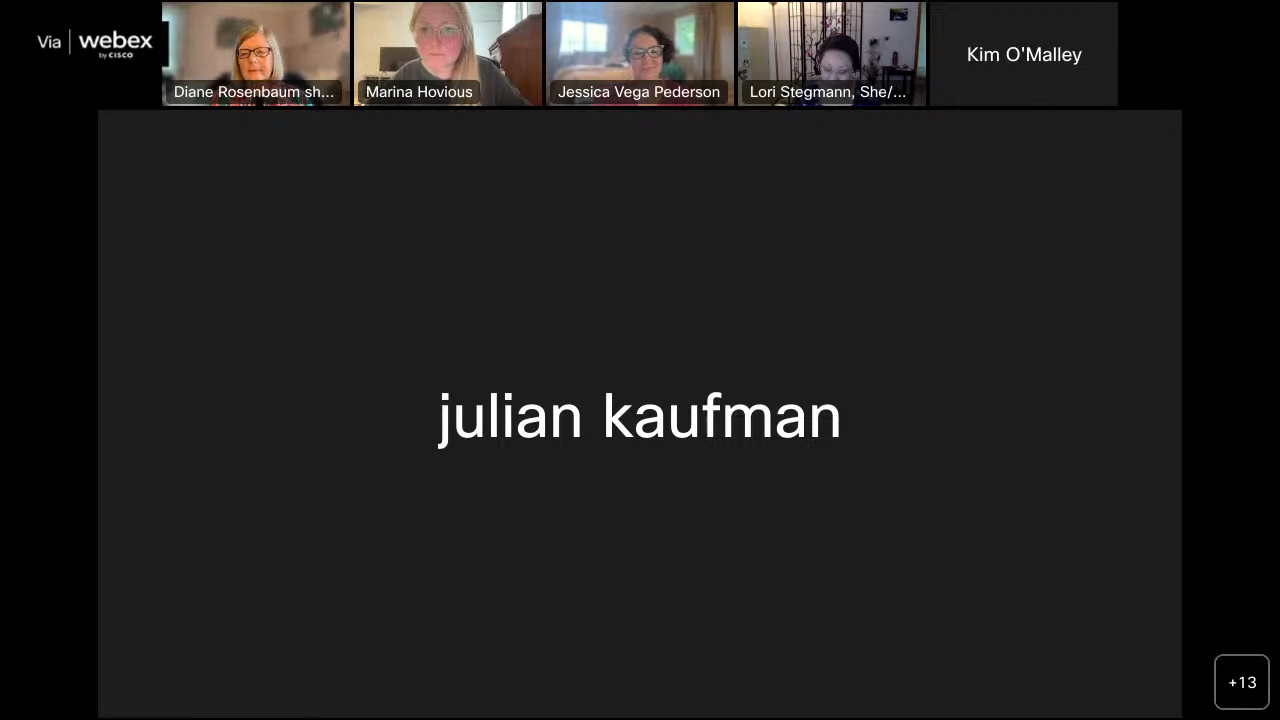 Via webex
by CISCO
Diane Rosenbaum sh...
Marina Hovious
Jessica Vega Pederson
Lori Stegmann, She/...
Kim O'Malley
julian kaufman
+13